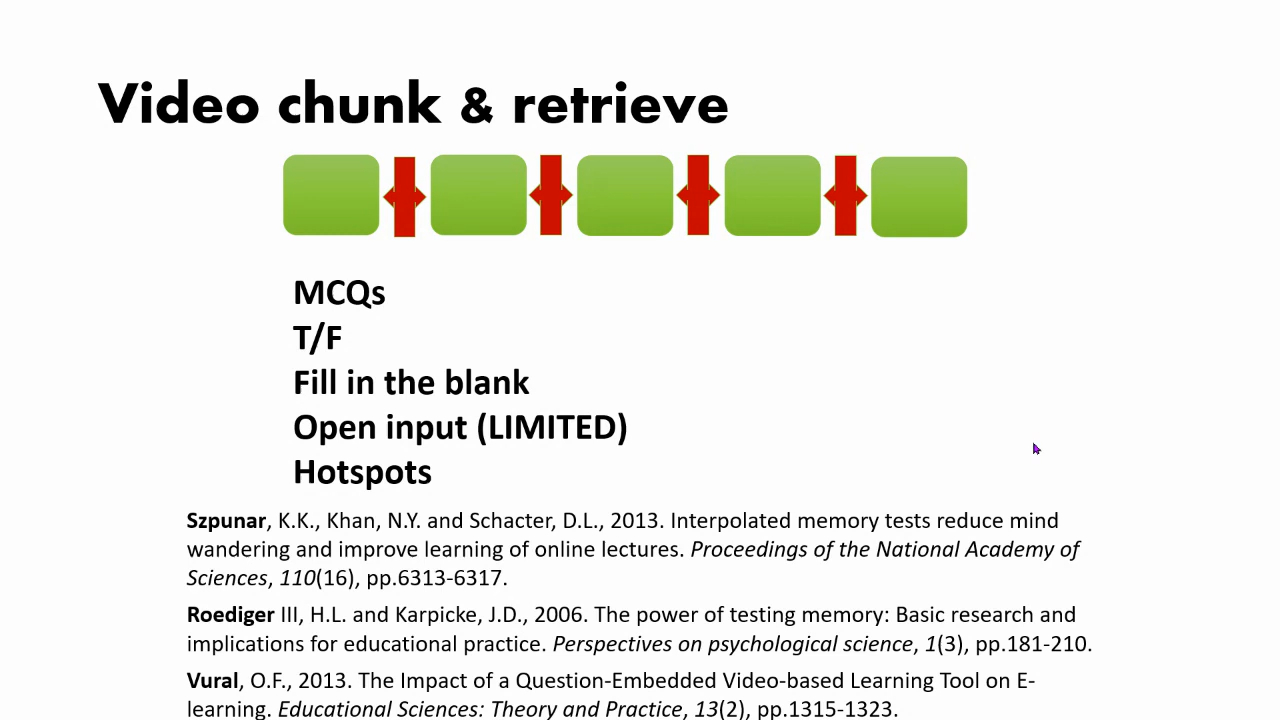 Video chunk & retrieve
MCQs
T/F
Fill in the blank
Open input (LIMITED)
Hotspots
Szpunar, K.K., Khan, N.Y. and Schacter, D.L., 2013. Interpolated memory tests reduce mind
wandering and improve learning of online lectures. Proceedings of the National Academy of
Sciences, 110(16), pp.6313-6317.
Roediger III, H.L. and Karpicke, J.D., 2006. The power of testing memory: Basic research and
implications for educational practice. Perspectives on psychological science, 1(3), pp.181-210.
Vural, O.F., 2013. The Impact of a Question-Embedded Video-based Learning Tool on E-
learning. Educational Sciences: Theory and Practice, 13(2), pp.1315-1323.